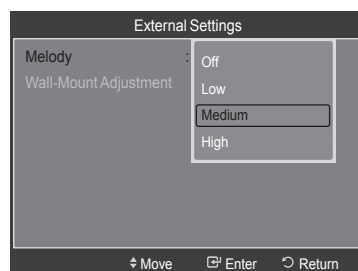 External Settings
Melody : Off
Wall-Mount Adjustment Low
Medium
High
Move Enter Return